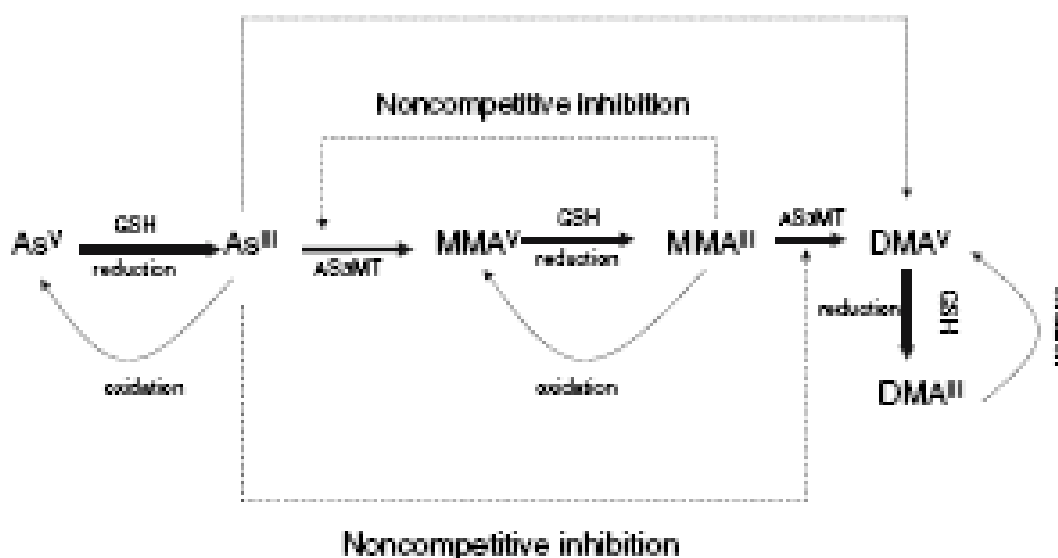 Noncompetitive inhibition
GSH
GSH
AS3MT
As^V
As^III
MMA^V
MMA^III
DMA^V
reduction
AS3MT
reduction
reduction
GSH
oxidation
oxidation
oxidation
DMA^III
Noncompetitive inhibition